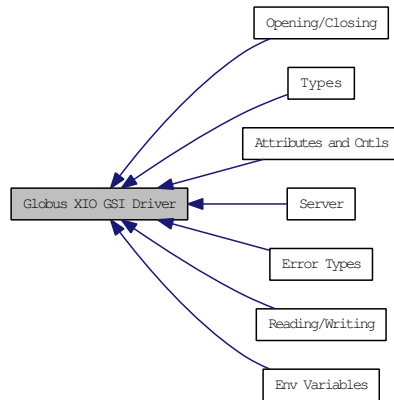 Opening/Closing
Types
Attributes and Cntls
Globus XIO GSI Driver
Server
Error Types
Reading/Writing
Env Variables